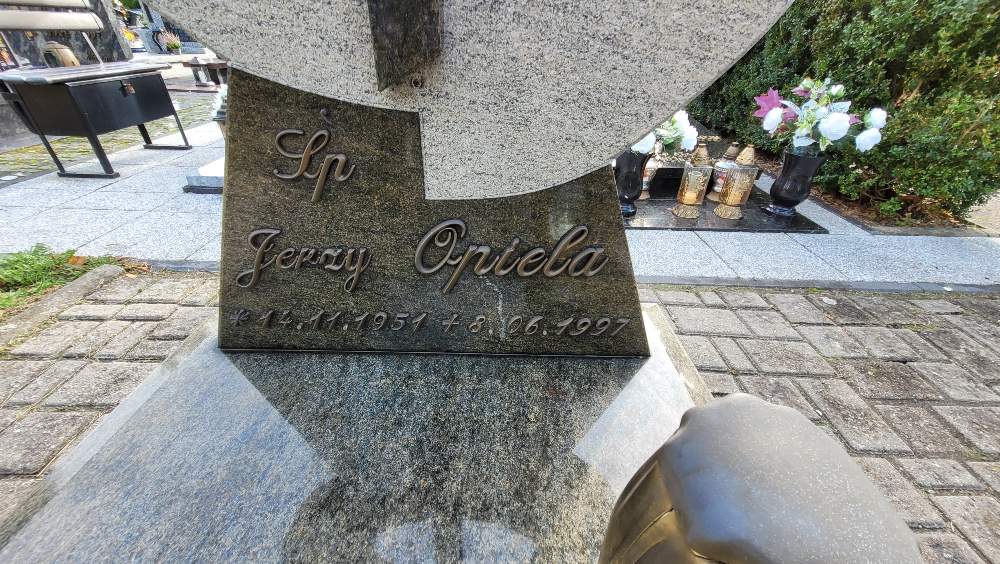 Śp
Jerzy Opiela
* 14.11.1951 + 8.06.1997